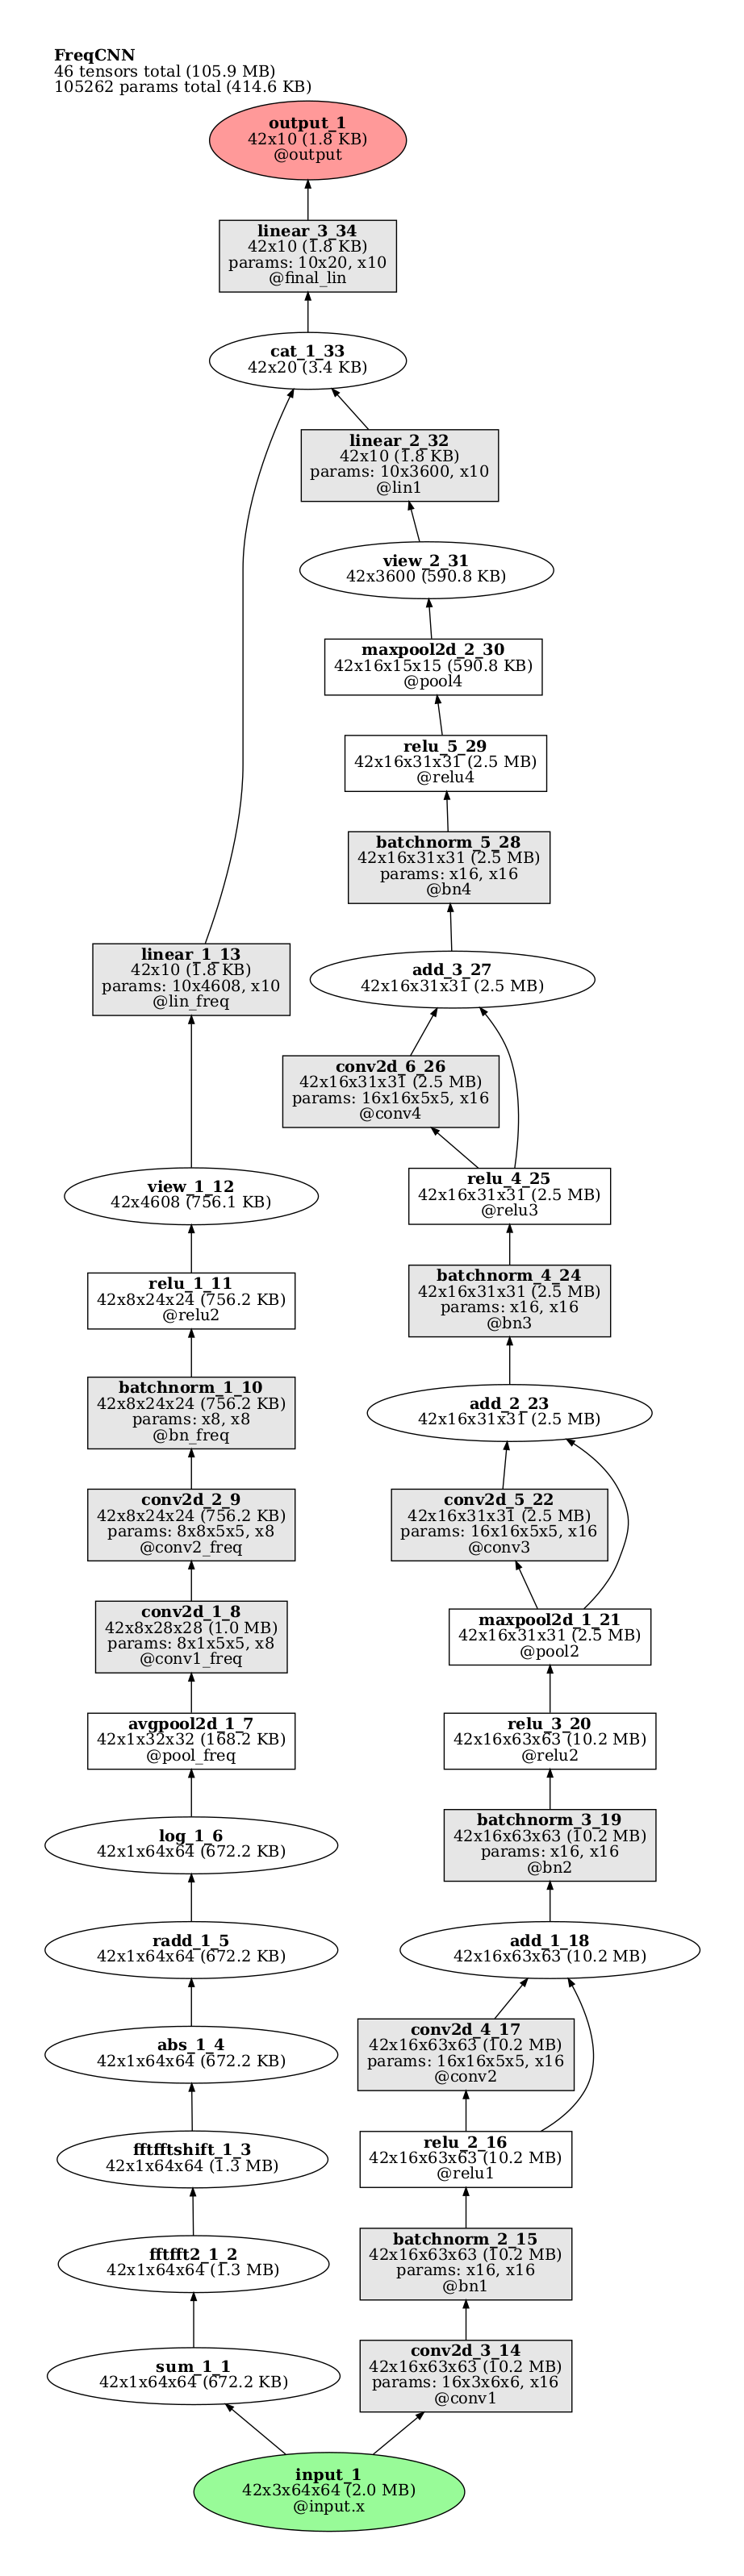 FreqCNN
46 tensors total (105.9 MB)
105262 params total (414.6 KB)
output_1
42x10 (1.8 KB)
@output
linear_3_34
42x10 (1.8 KB)
params: 10x20, x10
@final_lin
cat_1_33
42x20 (3.4 KB)
linear_2_32
42x10 (1.8 KB)
params: 10x3600, x10
@lin1
view_2_31
42x3600 (590.8 KB)
maxpool2d_2_30
42x16x15x15 (590.8 KB)
@pool4
relu_5_29
42x16x31x31 (2.5 MB)
@relu4
batchnorm_5_28
42x16x31x31 (2.5 MB)
params: x16, x16
@bn4
linear_1_13
42x10 (1.8 KB)
params: 10x4608, x10
@lin_freq
add_3_27
42x16x31x31 (2.5 MB)
conv2d_6_26
42x16x31x31 (2.5 MB)
params: 16x16x5x5, x16
@conv4
view_1_12
42x4608 (756.1 KB)
relu_4_25
42x16x31x31 (2.5 MB)
@relu3
relu_1_11
42x8x24x24 (756.2 KB)
@relu2
batchnorm_4_24
42x16x31x31 (2.5 MB)
params: x16, x16
@bn3
batchnorm_1_10
42x8x24x24 (756.2 KB)
params: x8, x8
@bn_freq
add_2_23
42x16x31x31 (2.5 MB)
conv2d_2_9
42x8x24x24 (756.2 KB)
params: 8x8x5x5, x8
@conv2_freq
conv2d_5_22
42x16x31x31 (2.5 MB)
params: 16x16x5x5, x16
@conv3
conv2d_1_8
42x8x28x28 (1.0 MB)
params: 8x1x5x5, x8
@conv1_freq
maxpool2d_1_21
42x16x31x31 (2.5 MB)
@pool2
avgpool2d_1_7
42x1x32x32 (168.2 KB)
@pool_freq
relu_3_20
42x16x63x63 (10.2 MB)
@relu2
log_1_6
42x1x64x64 (672.2 KB)
batchnorm_3_19
42x16x63x63 (10.2 MB)
params: x16, x16
@bn2
radd_1_5
42x1x64x64 (672.2 KB)
add_1_18
42x16x63x63 (10.2 MB)
abs_1_4
42x1x64x64 (672.2 KB)
conv2d_4_17
42x16x63x63 (10.2 MB)
params: 16x16x5x5, x16
@conv2
fftfftshift_1_3
42x1x64x64 (1.3 MB)
relu_2_16
42x16x63x63 (10.2 MB)
@relu1
fftfft2_1_2
42x1x64x64 (1.3 MB)
batchnorm_2_15
42x16x63x63 (10.2 MB)
params: x16, x16
@bn1
sum_1_1
42x1x64x64 (672.2 KB)
conv2d_3_14
42x16x63x63 (10.2 MB)
params: 16x3x6x6, x16
@conv1
input_1
42x3x64x64 (2.0 MB)
@input.x